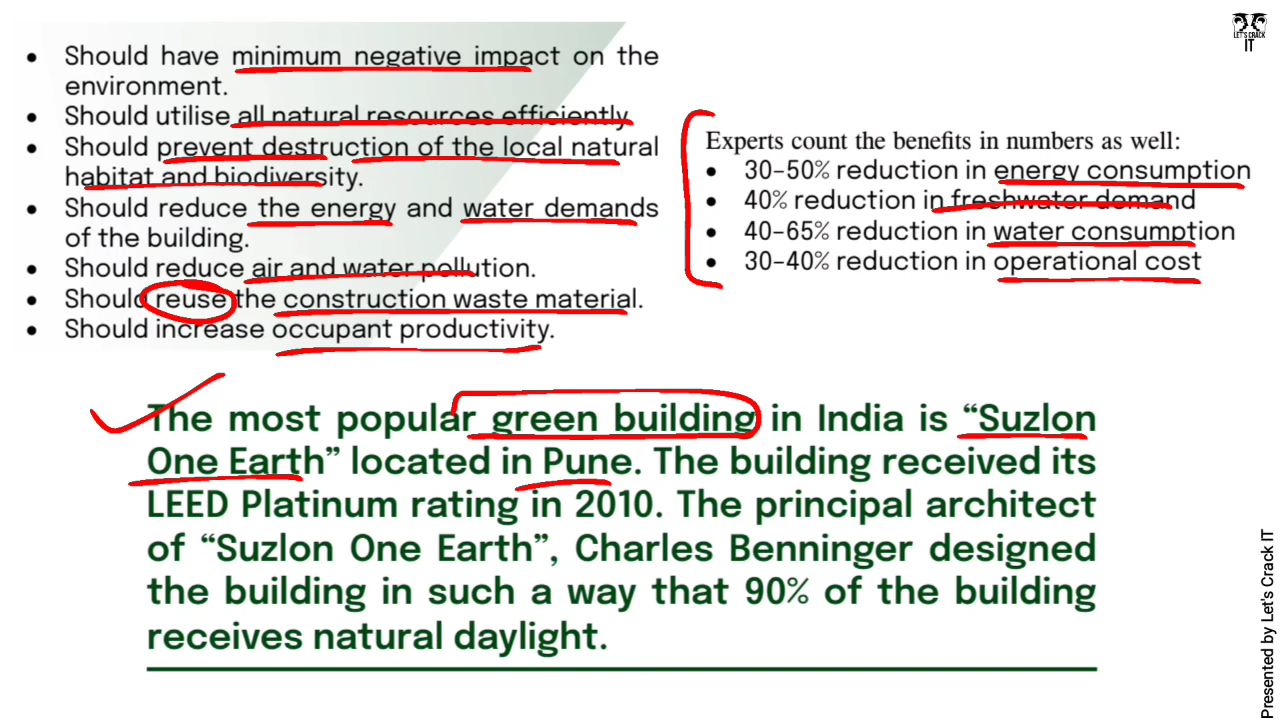 Should have minimum negative impact on the
environment.
Should utilise all natural resources efficiently.
Should prevent destruction of the local natural
habitat and biodiversity.
Should reduce the energy and water demands
of the building.
Should reduce air and water pollution.
Should reuse the construction waste material.
Should increase occupant productivity.
Experts count the benefits in numbers as well:
30–50% reduction in energy consumption
40% reduction in freshwater demand
40–65% reduction in water consumption
30–40% reduction in operational cost
The most popular green building in India is “Suzlon
One Earth” located in Pune. The building received its
LEED Platinum rating in 2010. The principal architect
of “Suzlon One Earth”, Charles Benninger designed
the building in such a way that 90% of the building
receives natural daylight.
LET'S CRACK
IT
Presented by Let's Crack IT